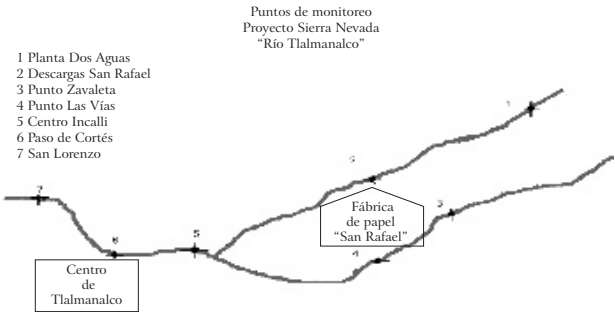 Puntos de monitoreo
Proyecto Sierra Nevada
“Río Tlalmanalco”
1 Planta Dos Aguas
2 Descargas San Rafael
3 Punto Zavaleta
4 Punto Las Vías
5 Centro Incalli
6 Paso de Cortés
7 San Lorenzo
7
6
5
Fábrica
de papel
“San Rafael”
3
4
Centro
de
Tlalmanalco